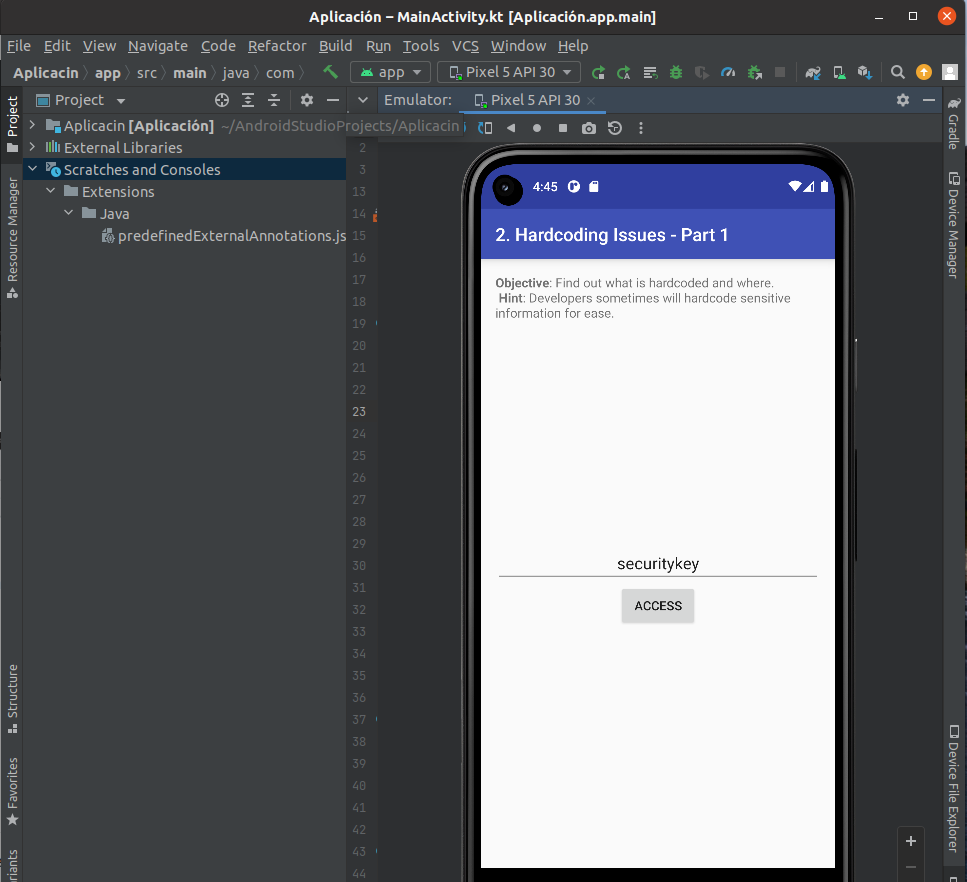 Aplicación – MainActivity.kt [Aplicación.app.main]
File Edit View Navigate Code Refactor Build Run Tools VCS Window Help
Aplicacin app src main java com app Pixel 5 API 30
Project Emulator: Pixel 5 API 30
Aplicacin [Aplicación] ~/AndroidStudioProjects/Aplicacin
External Libraries
Scratches and Consoles
Extensions
Java
predefinedExternalAnnotations.js
Project
Resource Manager
Structure
Favorites
riants
2
3
13
14
15
16
17
18
19
20
21
22
23
24
25
26
27
28
29
30
31
32
33
34
35
36
37
38
39
40
41
42
43
44
4:45
2. Hardcoding Issues - Part 1
Objective: Find out what is hardcoded and where.
Hint: Developers sometimes will hardcode sensitive
information for ease.
securitykey
ACCESS
Gradle
Device Manager
Device File Explorer